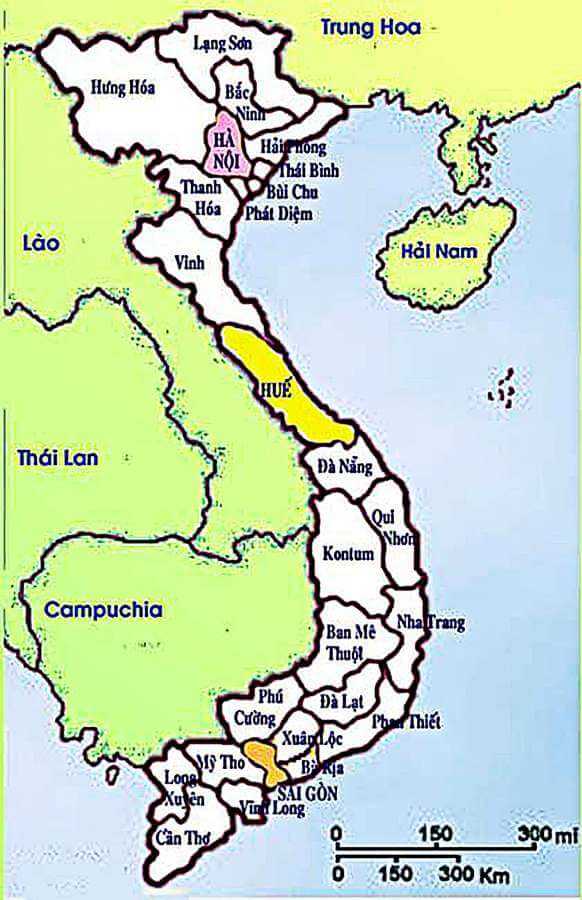 Trung Hoa
Lạng Sơn
Hưng Hóa
Bắc
Ninh
HÀ
NỘI
Hải Phòng
Thái Bình
Bùi Chu
Phát Diệm
Thanh
Hóa
Lào
Vinh
Hải Nam
HUẾ
Thái Lan
Đà Nẵng
Qui
Nhơn
Kontum
Campuchia
Nha Trang
Ban Mê
Thuột
Phú
Cường
Đà Lạt
Phan Thiết
Xuân Lộc
Mỹ Tho
Bà Rịa
Long
Xuyên
SÀI GÒN
Vĩnh Long
Cần Thơ
0 150 300 mi
0 150 300 Km